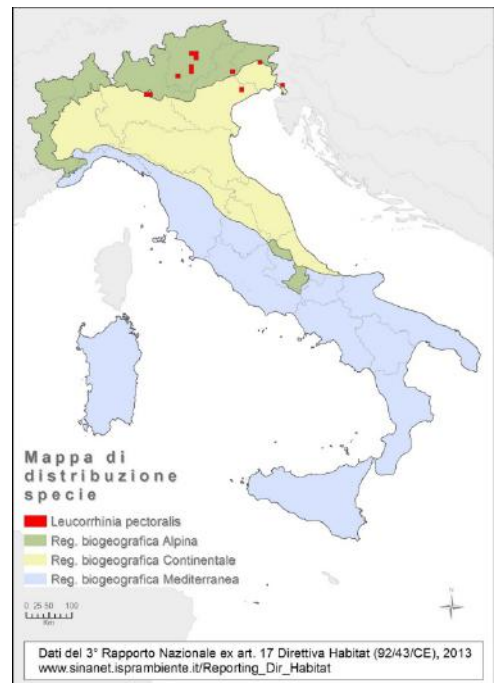 Mappa di
distribuzione
specie
Leucorrhinia pectoralis
Reg. biogeografica Alpina
Reg. biogeografica Continentale
Reg. biogeografica Mediterranea
0 25 50 100
Km
N
Dati del 3° Rapporto Nazionale ex art. 17 Direttiva Habitat (92/43/CE), 2013
www.sinanet.isprambiente.it/Reporting_Dir_Habitat